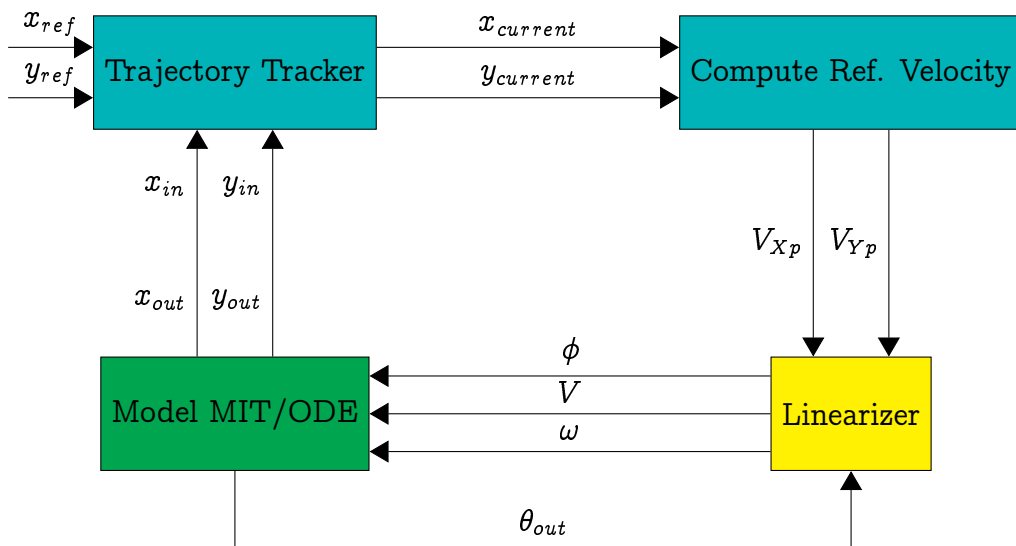 x_ref
y_ref
Trajectory Tracker
x_current
y_current
Compute Ref. Velocity
x_in
y_in
V_Xp
V_Yp
x_out
y_out
Model MIT/ODE
ϕ
V
ω
Linearizer
θ_out